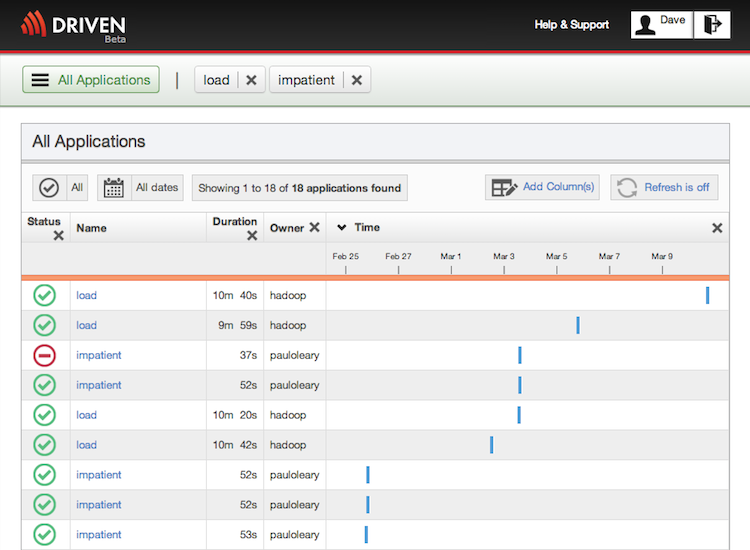 DRIVEN
Beta
Help & Support
Dave
All Applications
load
impatient
All Applications
All
All dates
Showing 1 to 18 of 18 applications found
Add Column(s)
Refresh is off
Status Name Duration Owner Time
Feb 25 Feb 27 Mar 1 Mar 3 Mar 5 Mar 7 Mar 9
load 10m 40s hadoop
load 9m 59s hadoop
impatient 37s pauloleary
impatient 52s pauloleary
load 10m 20s hadoop
load 10m 42s hadoop
impatient 52s pauloleary
impatient 52s pauloleary
impatient 53s pauloleary